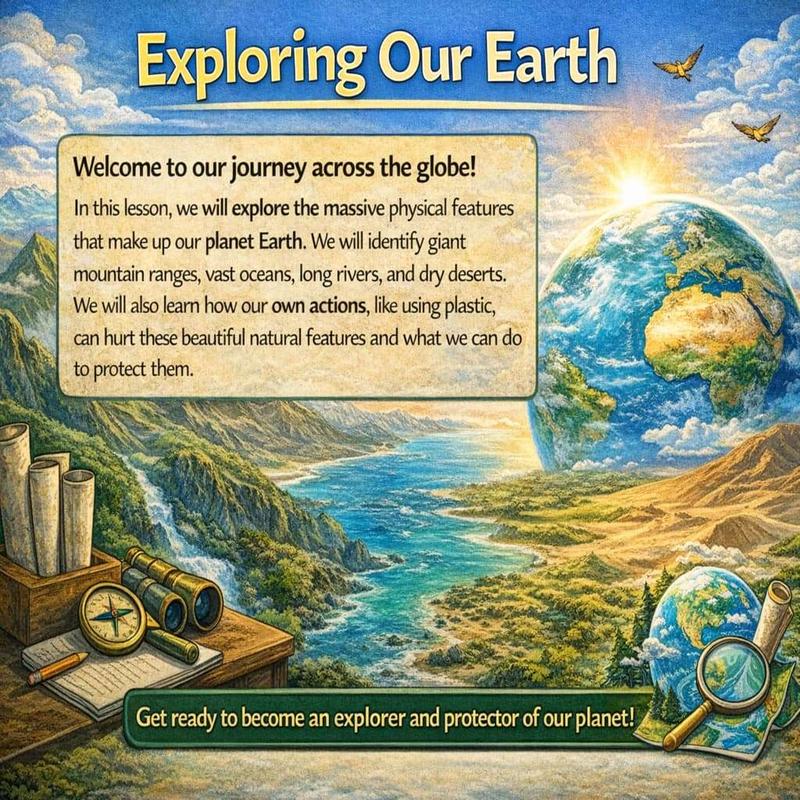 Exploring Our Earth
Welcome to our journey across the globe!
In this lesson, we will explore the massive physical features
that make up our planet Earth. We will identify giant
mountain ranges, vast oceans, long rivers, and dry deserts.
We will also learn how our own actions, like using plastic,
can hurt these beautiful natural features and what we can do
to protect them.
Get ready to become an explorer and protector of our planet!